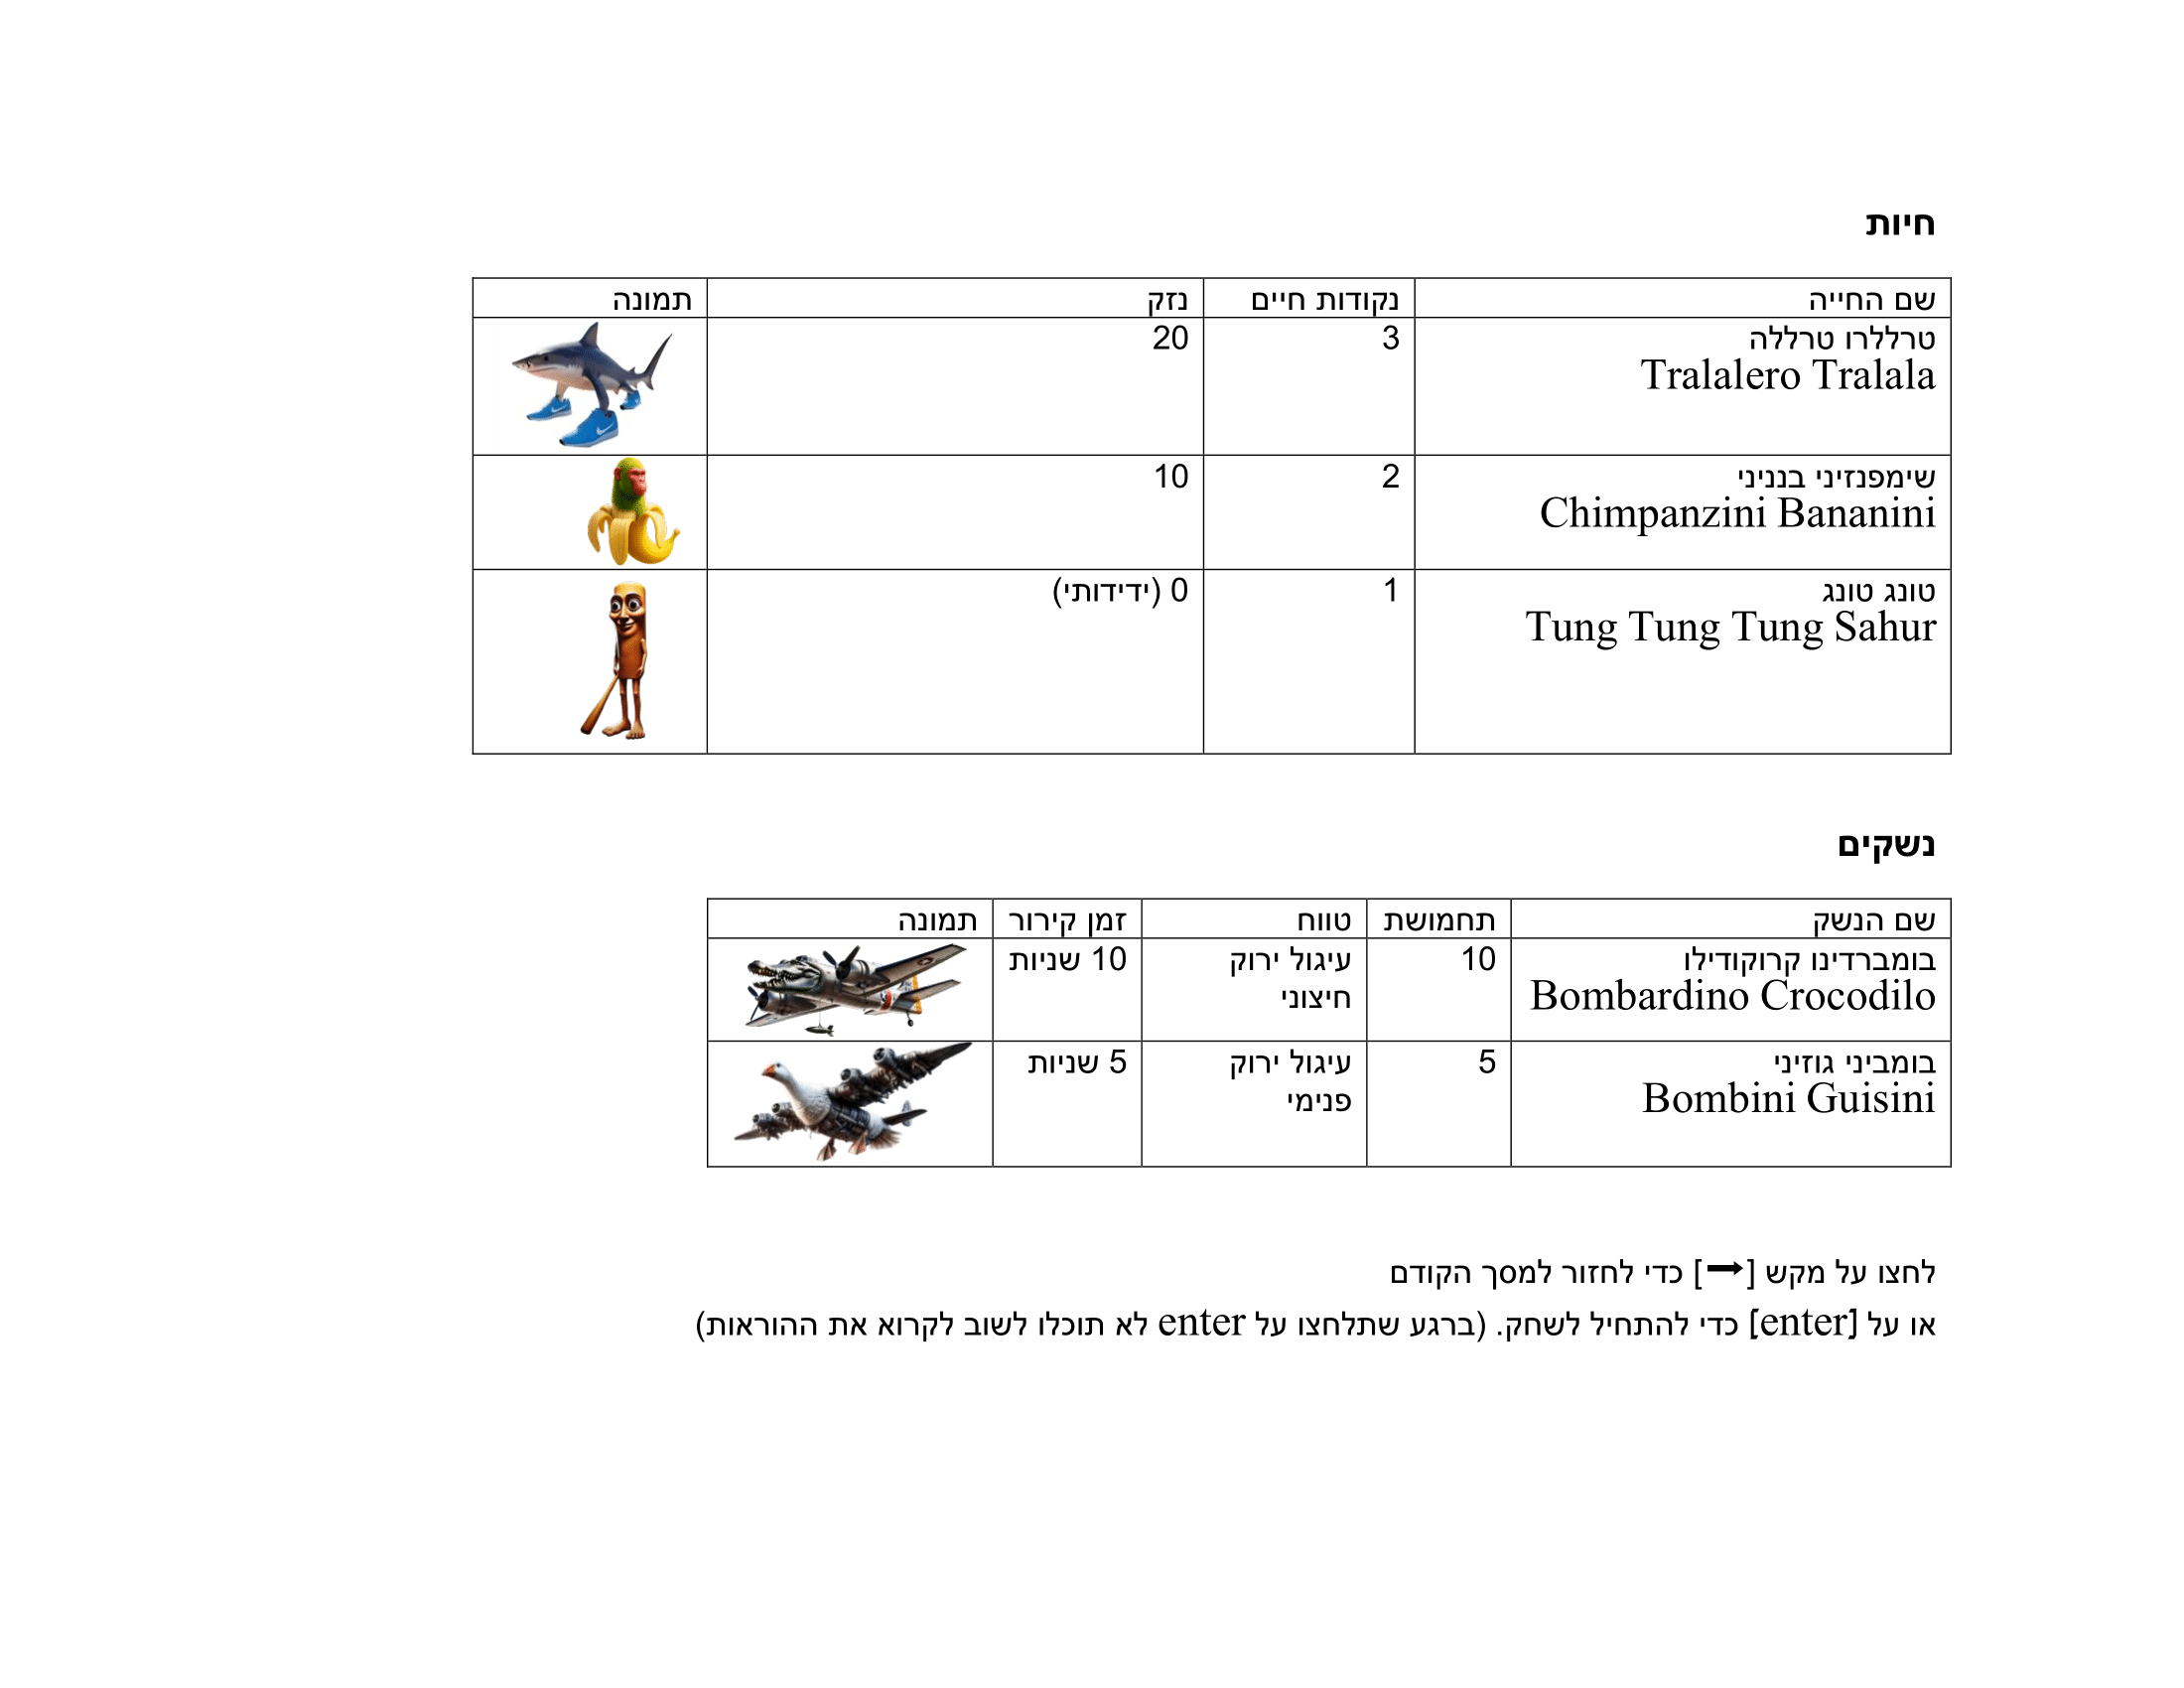 חיות
שם החייה נקודות חיים נזק תמונה
טרללרו טרללה 3 20
Tralalero Tralala
שימפנזיני בנניני 2 10
Chimpanzini Bananini
טונג טונג 1 0 (ידידותי)
Tung Tung Tung Sahur
נשקים
שם הנשק תחמושת טווח זמן קירור תמונה
בומברדינו קרוקודילו 10 עיגול ירוק 10 שניות
Bombardino Crocodilo חיצוני
בומביני גוזיני 5 עיגול ירוק 5 שניות
Bombini Guisini פנימי
לחצו על מקש [➞] כדי לחזור למסך הקודם
או על [enter] כדי להתחיל לשחק. (ברגע שתלחצו על enter לא תוכלו לשוב לקרוא את ההוראות)